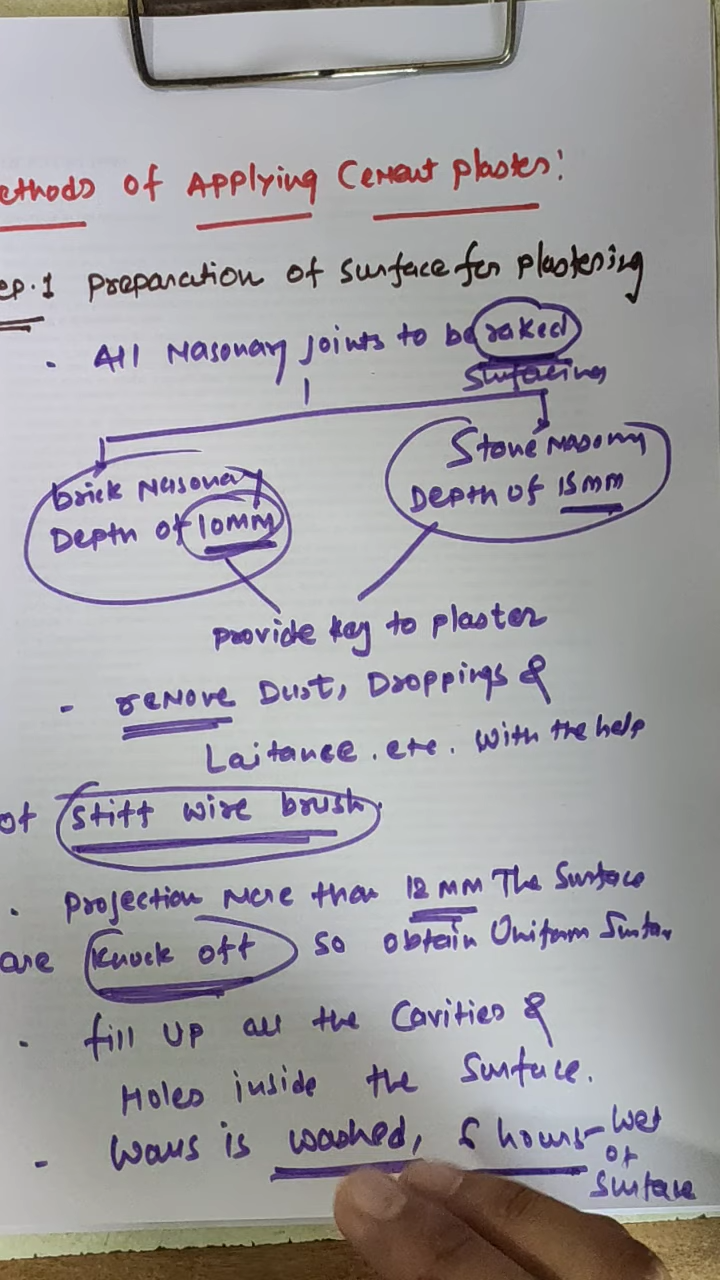 ethods of Applying Cement plaster:
ep.1 preparation of surface for plastering
. All Masonary joints to be raked
surfacing
brick Masonary
Depth of 10MM
Stone Masonry
Depth of 15MM
provide key to plaster
- remove Dust, Droppings &
Laitance. etc. with the help
of stiff wire brush.
. projection more than 12 MM The Surface
are knock off so obtain Uniform
. fill up all the Cavities &
Holes inside the Surface.
- Walls is washed, 6 hours - Wet
of
Surface